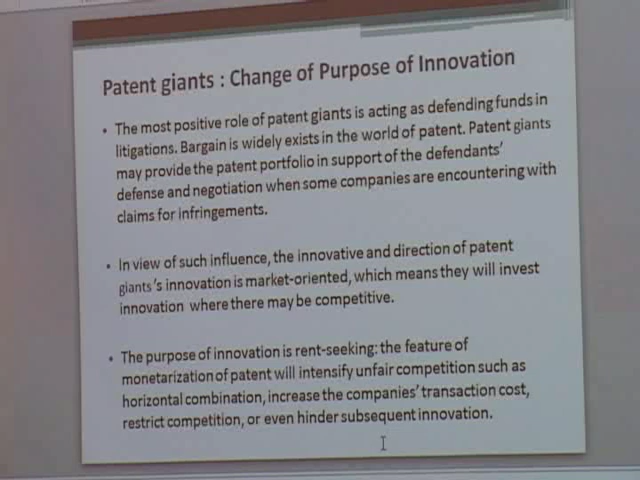 Patent giants : Change of Purpose of Innovation
• The most positive role of patent giants is acting as defending funds in
litigations. Bargain is widely exists in the world of patent. Patent giants
may provide the patent portfolio in support of the defendants'
defense and negotiation when some companies are encountering with
claims for infringements.
• In view of such influence, the innovative and direction of patent
giants's innovation is market-oriented, which means they will invest
innovation where there may be competitive.
• The purpose of innovation is rent-seeking: the feature of
monetarization of patent will intensify unfair competition such as
horizontal combination, increase the companies' transaction cost,
restrict competition, or even hinder subsequent innovation.